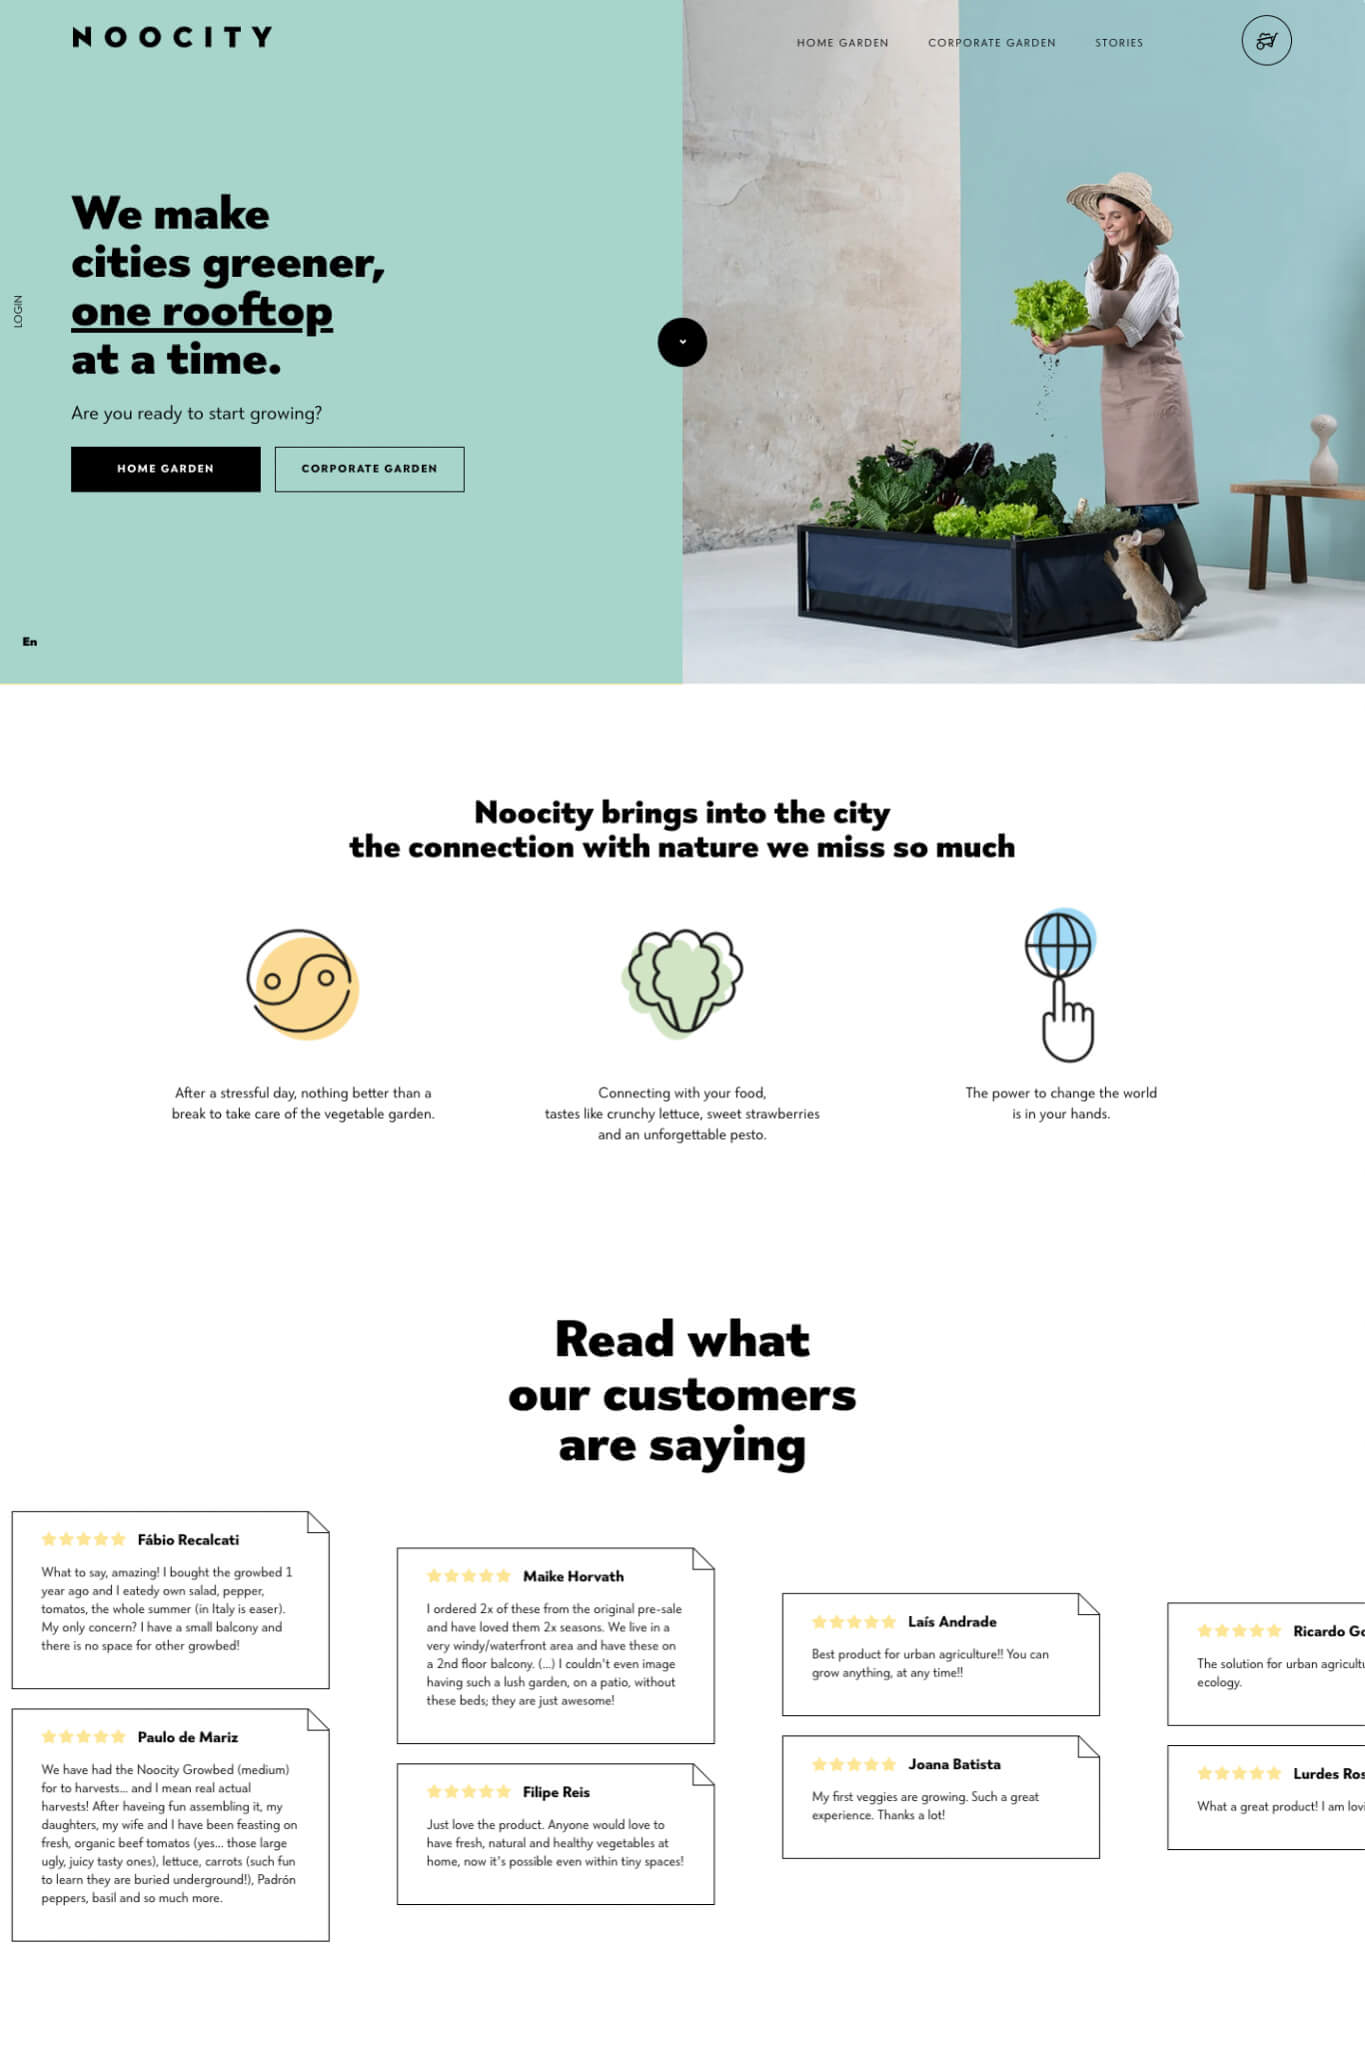 NOOCITY
HOME GARDEN
CORPORATE GARDEN
STORIES
LOGIN
We make
cities greener,
one rooftop
at a time.
Are you ready to start growing?
HOME GARDEN
CORPORATE GARDEN
En
Noocity brings into the city
the connection with nature we miss so much
After a stressful day, nothing better than a
break to take care of the vegetable garden.
Connecting with your food,
tastes like crunchy lettuce, sweet strawberries
and an unforgettable pesto.
The power to change the world
is in your hands.
Read what
our customers
are saying
Fábio Recalcati
What to say, amazing! I bought the growbed 1
year ago and I eatedy own salad, pepper,
tomatos, the whole summer (in Italy is easer).
My only concern? I have a small balcony and
there is no space for other growbed!
Paulo de Mariz
We have had the Noocity Growbed (medium)
for to harvests... and I mean real actual
harvests! After haveing fun assembling it, my
daughters, my wife and I have been feasting on
fresh, organic beef tomatos (yes... those large
ugly, juicy tasty ones), lettuce, carrots (such fun
to learn they are buried underground!), Padrón
peppers, basil and so much more.
Maike Horvath
I ordered 2x of these from the original pre-sale
and have loved them 2x seasons. We live in a
very windy/waterfront area and have these on
a 2nd floor balcony. (...) I couldn't even image
having such a lush garden, on a patio, without
these beds; they are just awesome!
Filipe Reis
Just love the product. Anyone would love to
have fresh, natural and healthy vegetables at
home, now it's possible even within tiny spaces!
Laís Andrade
Best product for urban agriculture!! You can
grow anything, at any time!!
Joana Batista
My first veggies are growing. Such a great
experience. Thanks a lot!
Ricardo
The solution for urban
ecology.
Lurdes
What a great product! I am